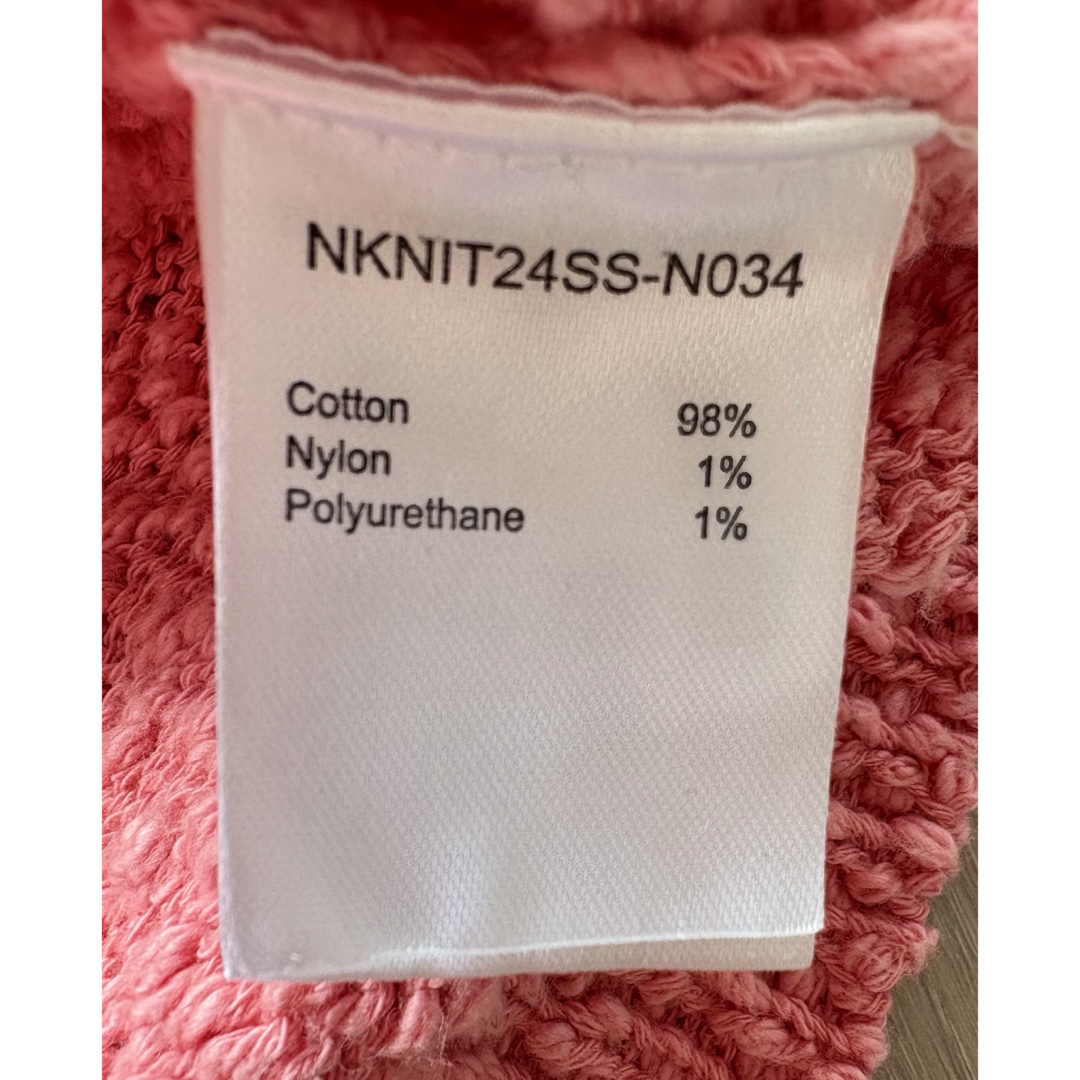 NKNIT24SS-N034
Cotton 98%
Nylon 1%
Polyurethane 1%